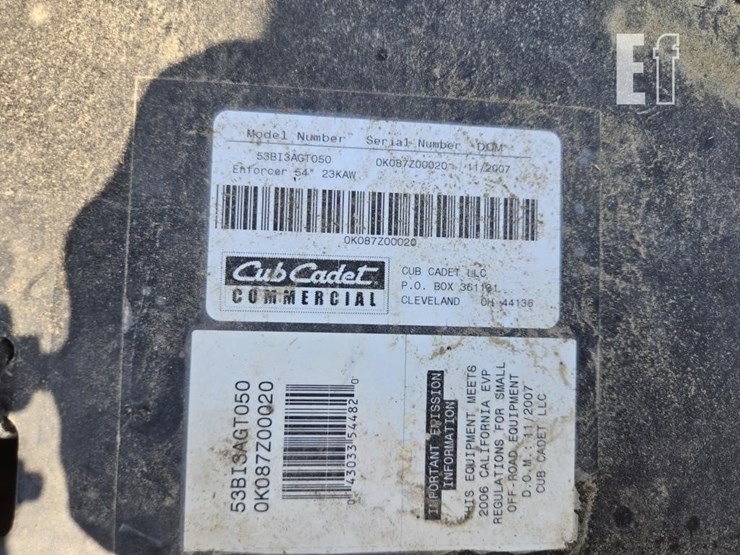 Ef
Model Number Serial Number DOM
53BI3AGT050 0K087Z00020 11/2007
Enforcer 54" 23KAW
0K087Z00020
Cub Cadet
COMMERCIAL
CUB CADET LLC
P.O. BOX 361131
CLEVELAND OH 44136
53BI3AGT050
0K087Z00020
0 43033 54482 0
IMPORTANT EMISSION
INFORMATION
THIS EQUIPMENT MEETS
2006 CALIFORNIA EVP
REGULATIONS FOR SMALL
OFF-ROAD EQUIPMENT
D.O.M.: 11/2007
CUB CADET LLC